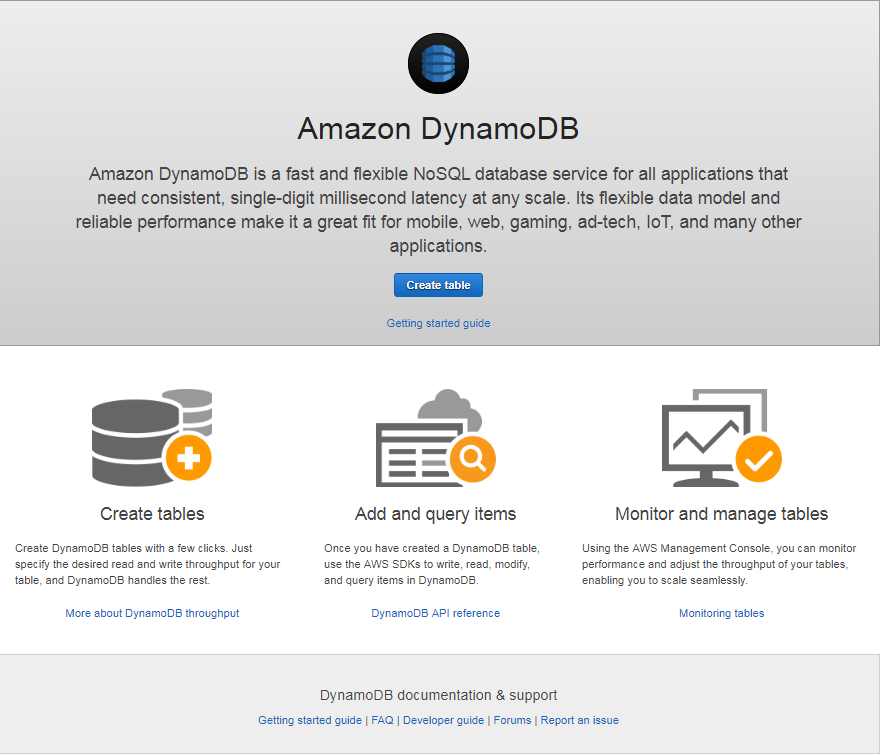 Amazon DynamoDB
Amazon DynamoDB is a fast and flexible NoSQL database service for all applications that
need consistent, single-digit millisecond latency at any scale. Its flexible data model and
reliable performance make it a great fit for mobile, web, gaming, ad-tech, IoT, and many other
applications.
Create table
Getting started guide
Create tables
Create DynamoDB tables with a few clicks. Just
specify the desired read and write throughput for your
table, and DynamoDB handles the rest.
More about DynamoDB throughput
Add and query items
Once you have created a DynamoDB table,
use the AWS SDKs to write, read, modify,
and query items in DynamoDB.
DynamoDB API reference
Monitor and manage tables
Using the AWS Management Console, you can monitor
performance and adjust the throughput of your tables,
enabling you to scale seamlessly.
Monitoring tables
DynamoDB documentation & support
Getting started guide | FAQ | Developer guide | Forums | Report an issue